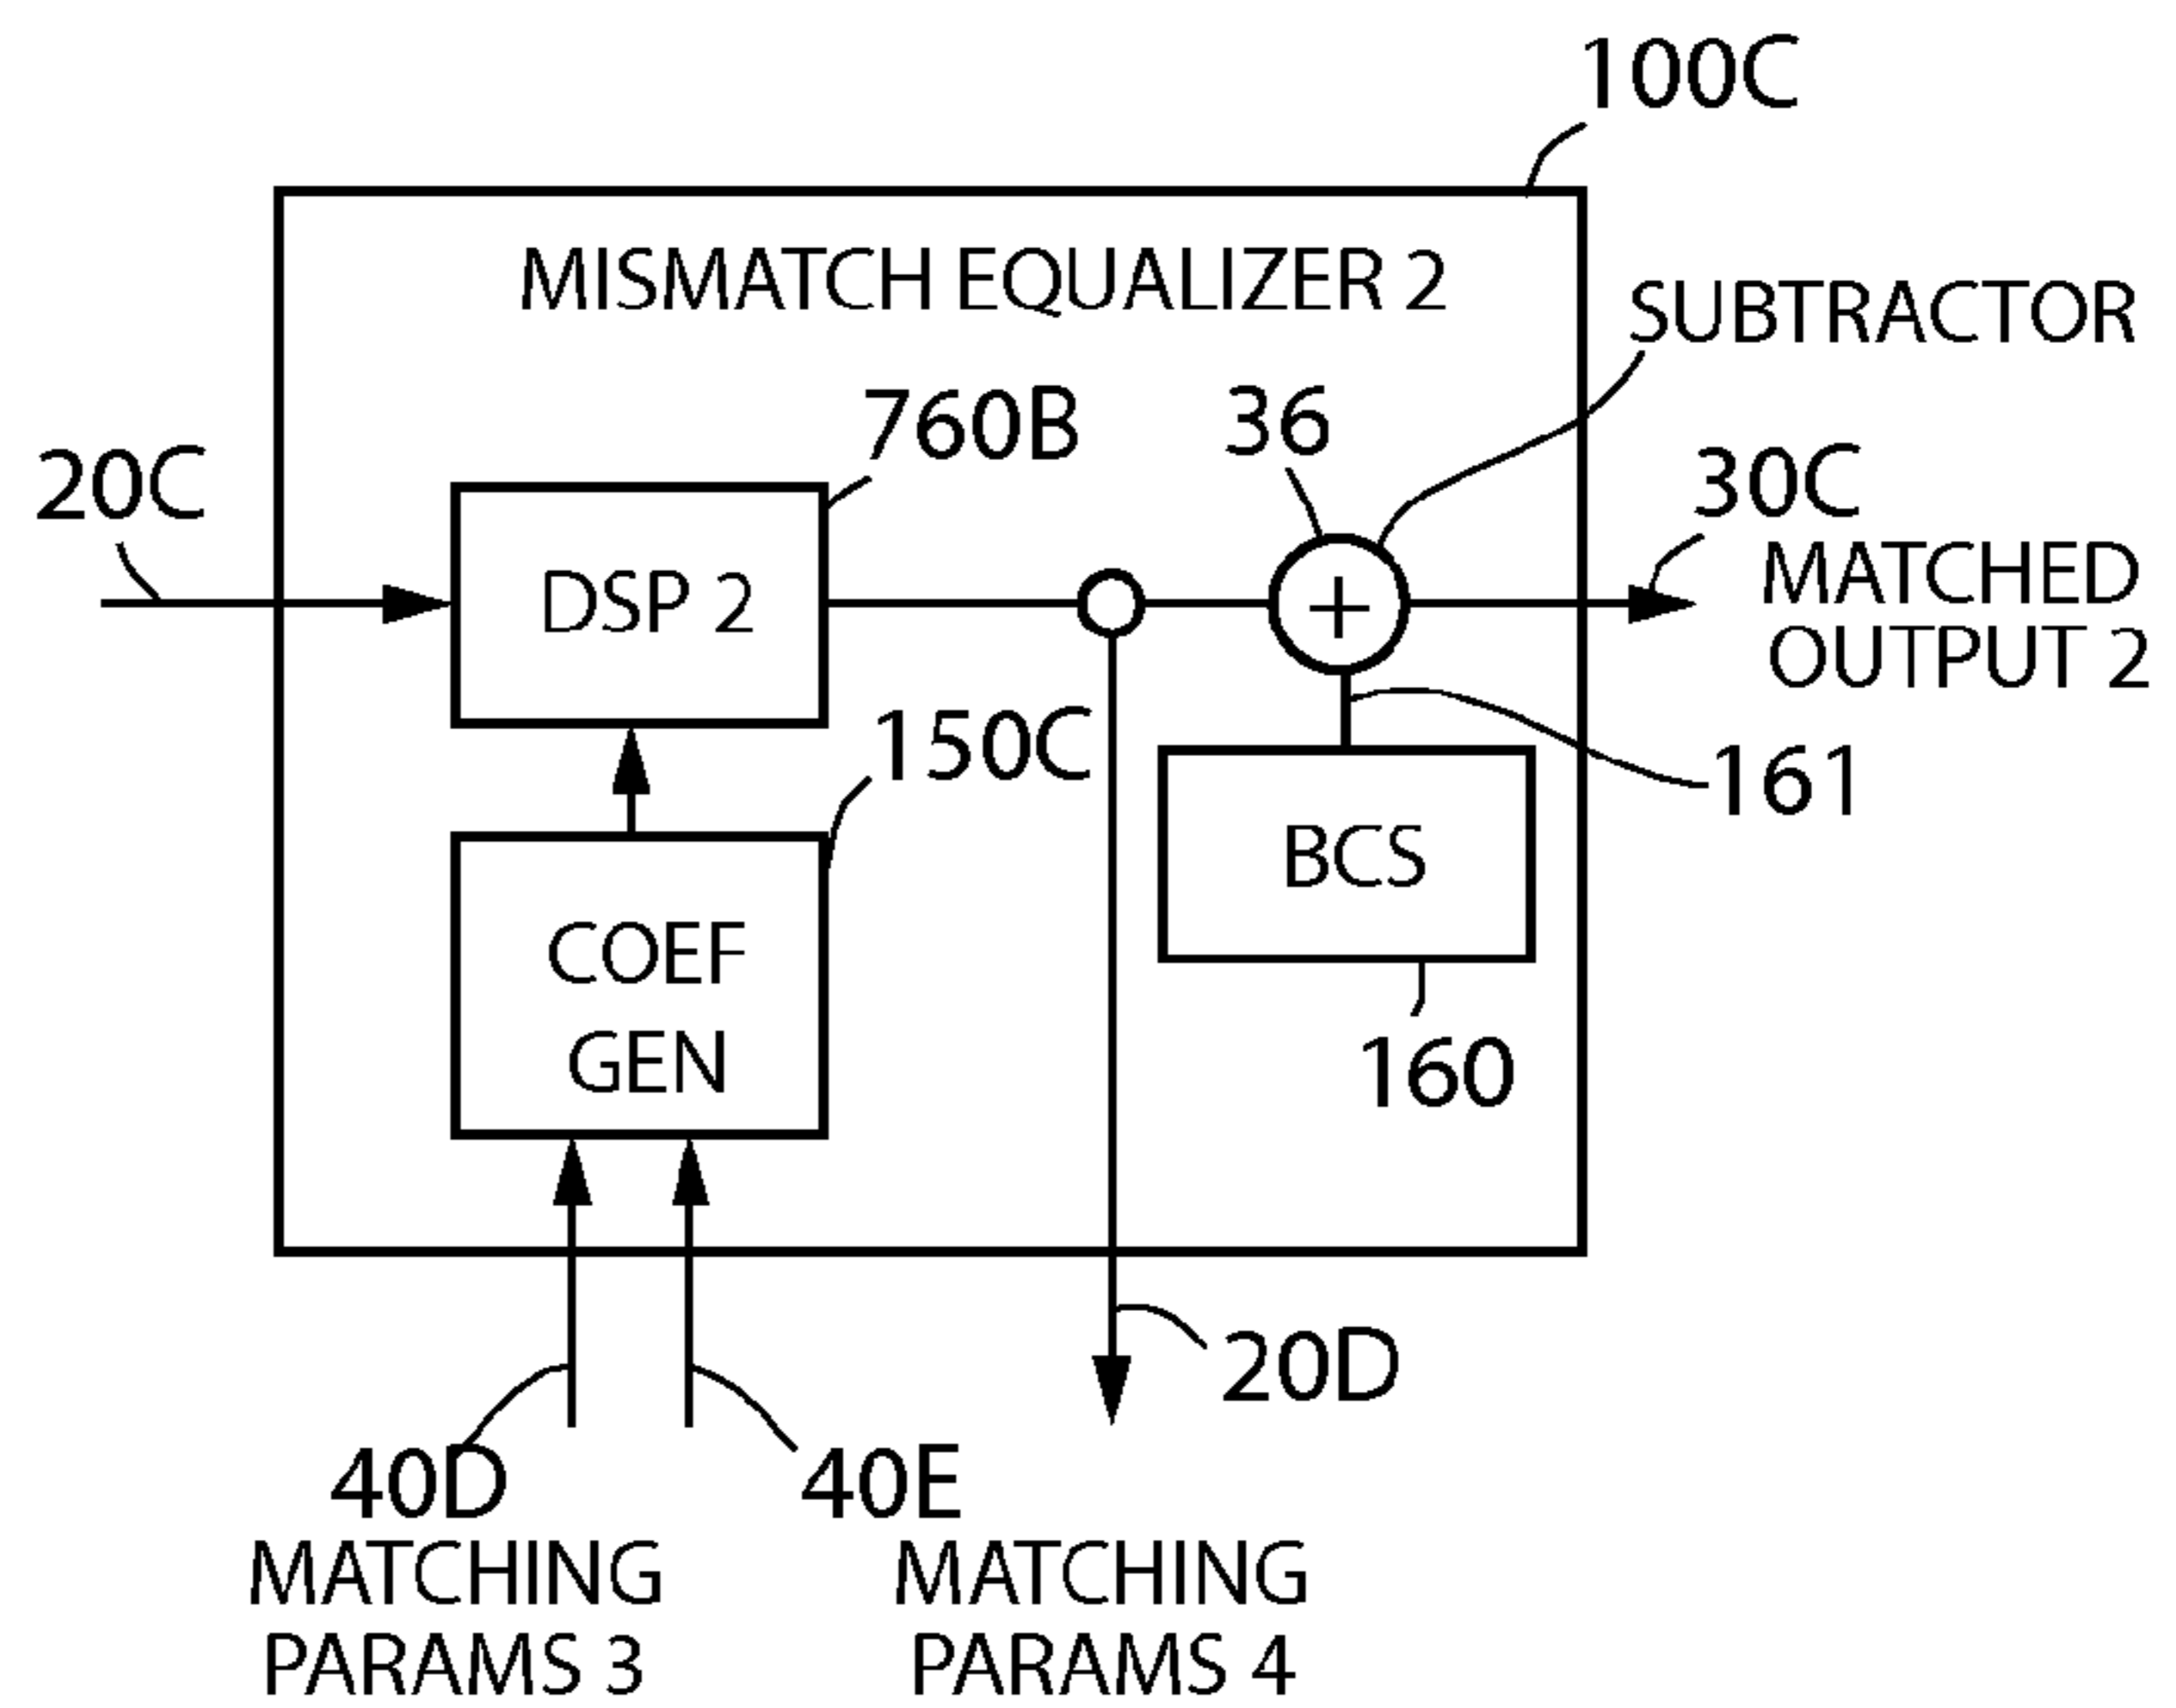 100C
MISMATCH EQUALIZER 2
SUBTRACTOR
760B
36
20C
30C
DSP 2
+
MATCHED
OUTPUT 2
150C
161
BCS
COEF
GEN
160
20D
40D
40E
MATCHING
PARAMS 3
MATCHING
PARAMS 4